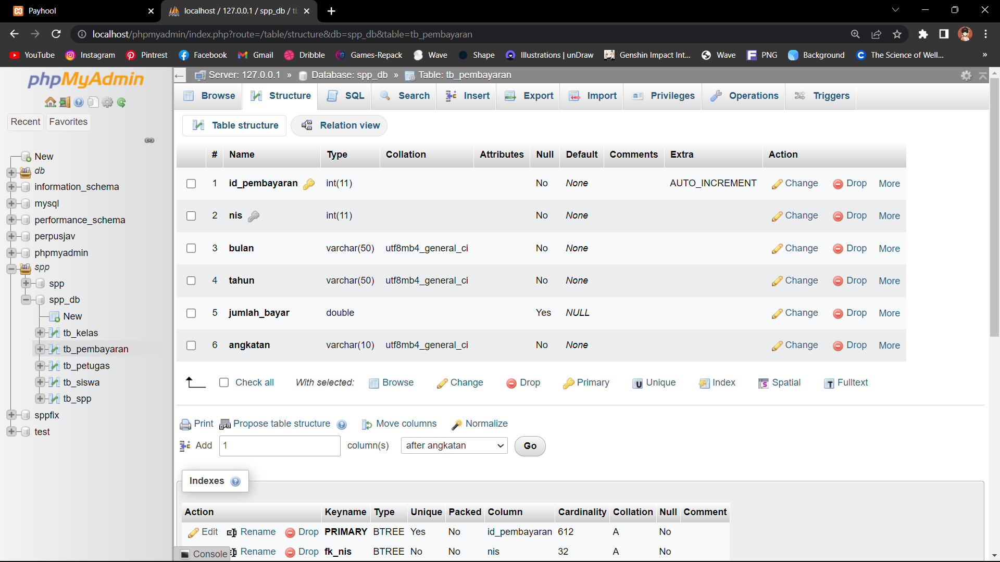 Payhool
localhost / 127.0.0.1 / spp_db / tb
localhost/phpmyadmin/index.php?route=/table/structure&db=spp_db&table=tb_pembayaran
YouTube Instagram Pinterest Facebook Gmail Dribble Games-Repack Wave Shape Illustrations | unDraw Genshin Impact Int... Wave PNG Background The Science of Well... »
phpMyAdmin
Recent Favorites
New
db
information_schema
mysql
performance_schema
perpusjav
phpmyadmin
spp
spp
spp_db
New
tb_kelas
tb_pembayaran
tb_petugas
tb_siswa
tb_spp
sppfix
test
Server: 127.0.0.1 » Database: spp_db » Table: tb_pembayaran
Browse Structure SQL Search Insert Export Import Privileges Operations Triggers
Table structure Relation view
# Name Type Collation Attributes Null Default Comments Extra Action
1 id_pembayaran int(11) No None AUTO_INCREMENT Change Drop More
2 nis int(11) No None Change Drop More
3 bulan varchar(50) utf8mb4_general_ci No None Change Drop More
4 tahun varchar(50) utf8mb4_general_ci No None Change Drop More
5 jumlah_bayar double Yes NULL Change Drop More
6 angkatan varchar(10) utf8mb4_general_ci No None Change Drop More
Check all With selected: Browse Change Drop Primary Unique Index Spatial Fulltext
Print Propose table structure Move columns Normalize
Add 1 column(s) after angkatan Go
Indexes
Action Keyname Type Unique Packed Column Cardinality Collation Null Comment
Edit Rename Drop PRIMARY BTREE Yes No id_pembayaran 612 A No
Rename Drop fk_nis BTREE No No nis 32 A No
Console